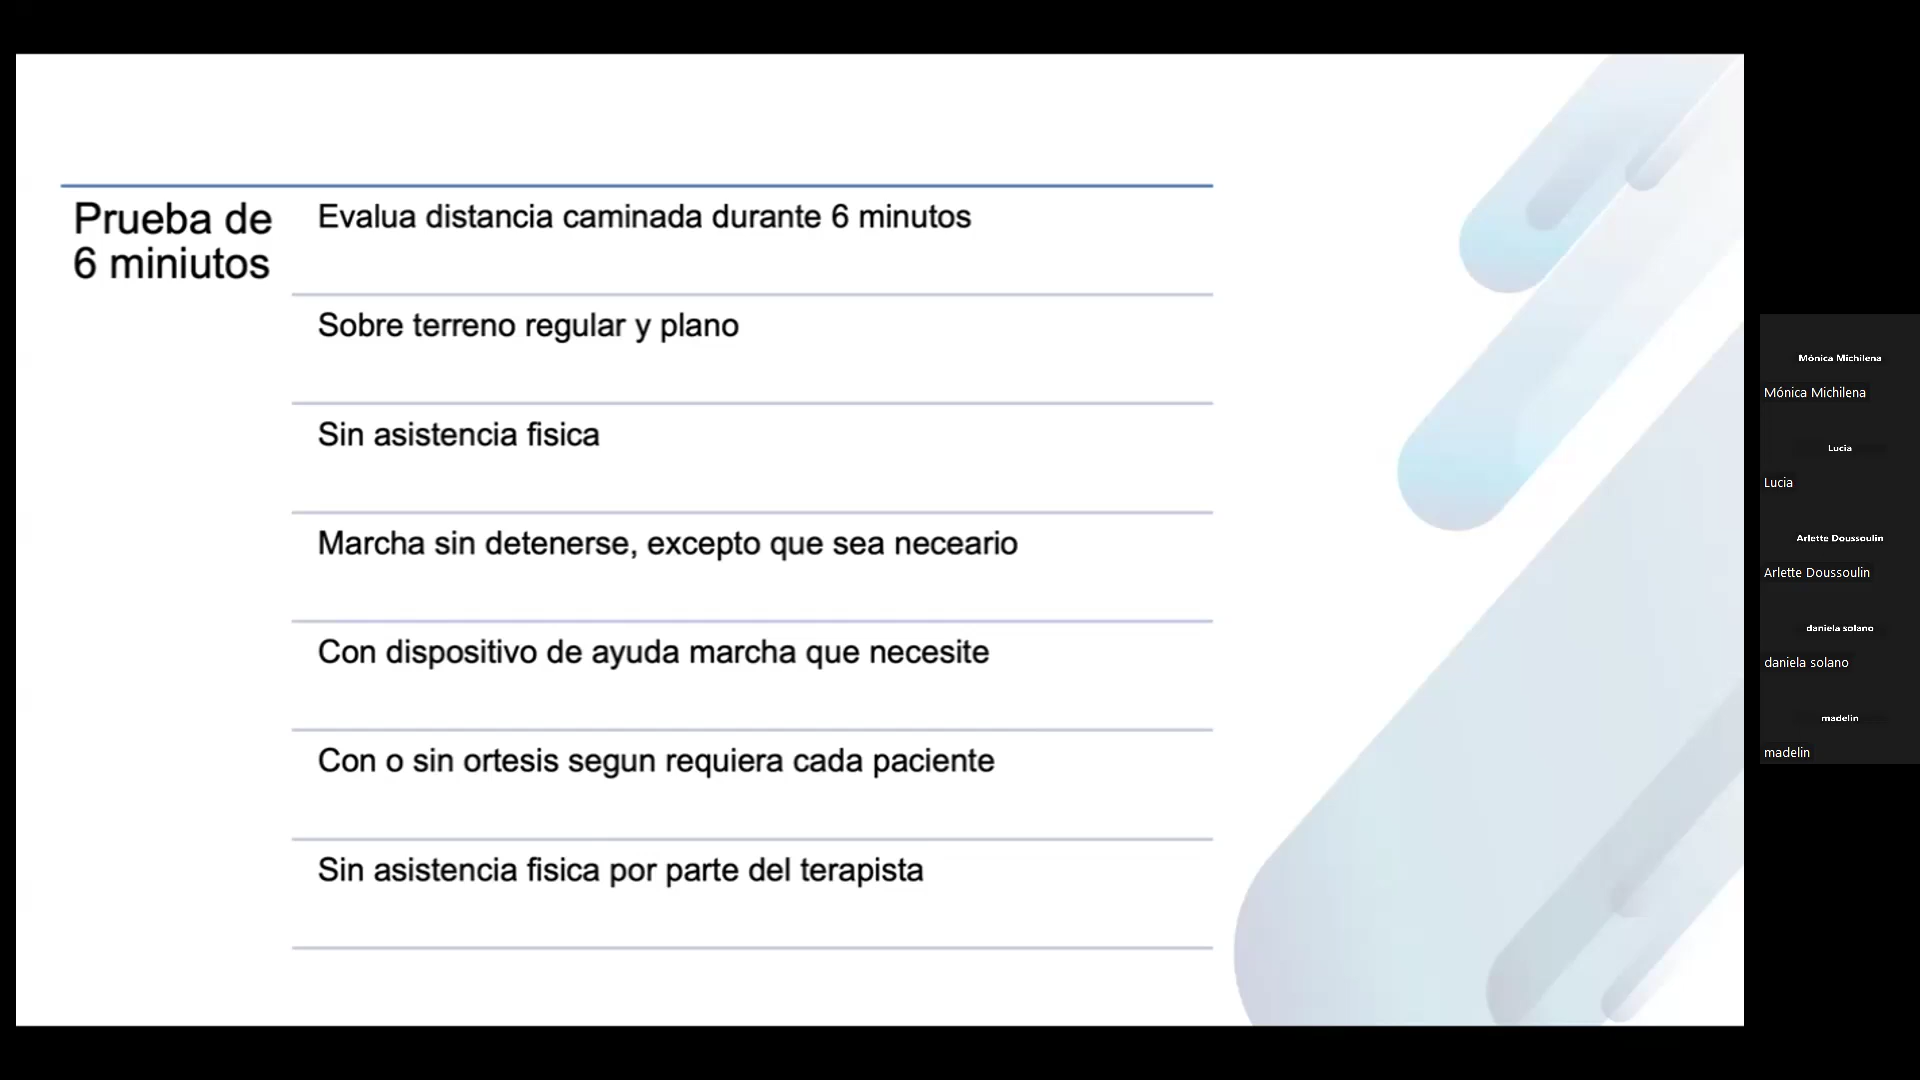 Prueba de
6 miniutos
Evalua distancia caminada durante 6 minutos
Sobre terreno regular y plano
Sin asistencia fisica
Marcha sin detenerse, excepto que sea neceario
Con dispositivo de ayuda marcha que necesite
Con o sin ortesis segun requiera cada paciente
Sin asistencia fisica por parte del terapista
Mónica Michilena
Mónica Michilena
Lucia
Lucia
Arlette Doussoulin
Arlette Doussoulin
daniela solano
daniela solano
madelin
madelin